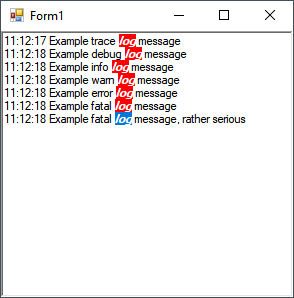 Form1
11:12:17 Example trace log message
11:12:18 Example debug log message
11:12:18 Example info log message
11:12:18 Example warn log message
11:12:18 Example error log message
11:12:18 Example fatal log message
11:12:18 Example fatal log message, rather serious